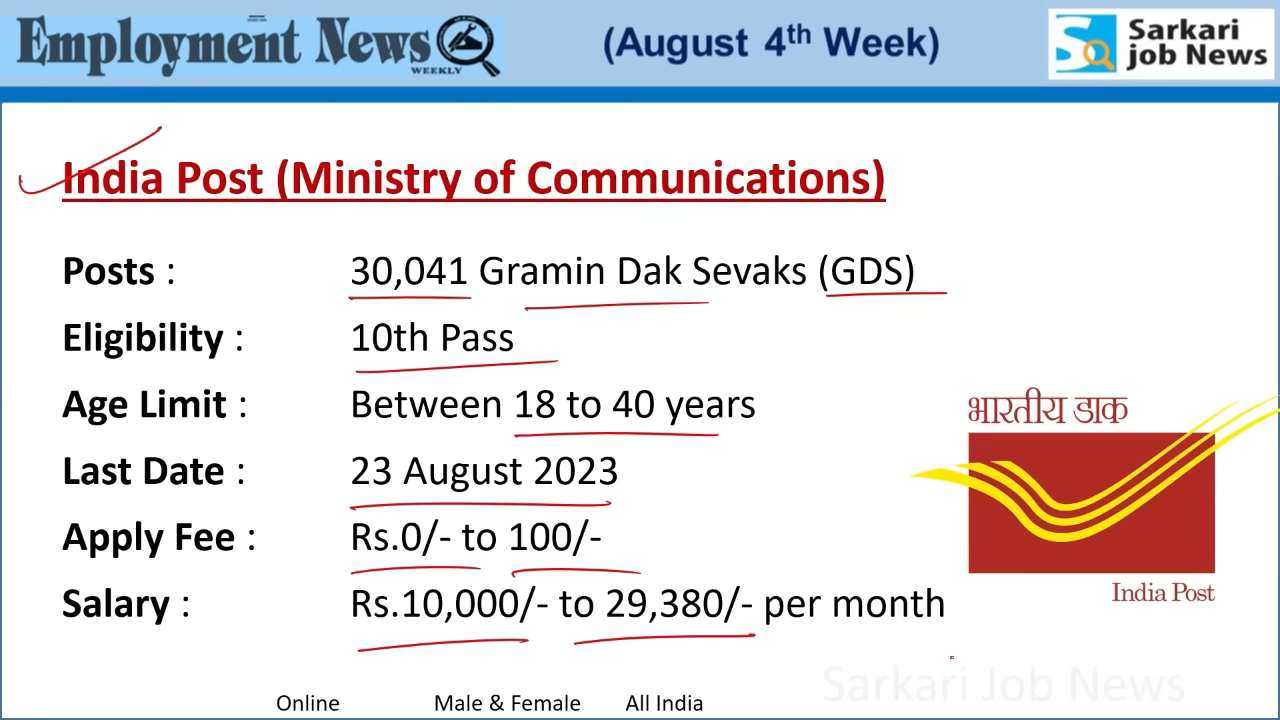 Employment News
WEEKLY
(August 4th Week)
Sarkari
job News
India Post (Ministry of Communications)
Posts : 30,041 Gramin Dak Sevaks (GDS)
Eligibility : 10th Pass
Age Limit : Between 18 to 40 years
Last Date : 23 August 2023
Apply Fee : Rs.0/- to 100/-
Salary : Rs.10,000/- to 29,380/- per month
भारतीय डाक
India Post
Sarkari Job News
Online Male & Female All India